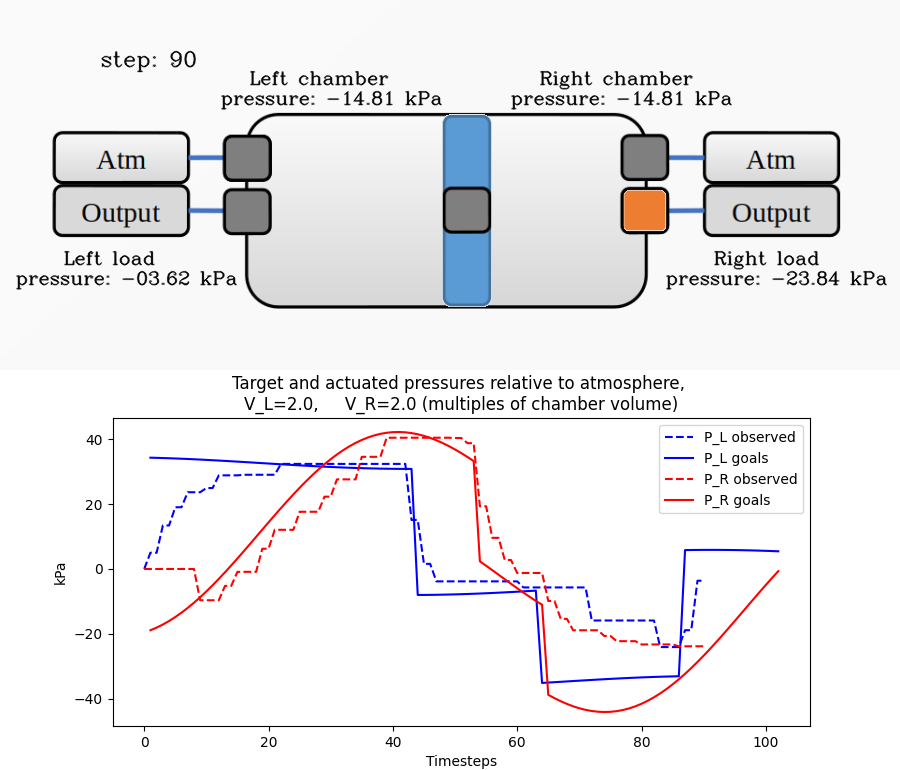 step: 90
Left chamber
pressure: -14.81 kPa
Right chamber
pressure: -14.81 kPa
Atm
Output
Atm
Output
Left load
pressure: -03.62 kPa
Right load
pressure: -23.84 kPa
Target and actuated pressures relative to atmosphere,
V_L=2.0, V_R=2.0 (multiples of chamber volume)
P_L observed
P_L goals
P_R observed
P_R goals
kPa
40
20
0
−20
−40
0 20 40 60 80 100
Timesteps